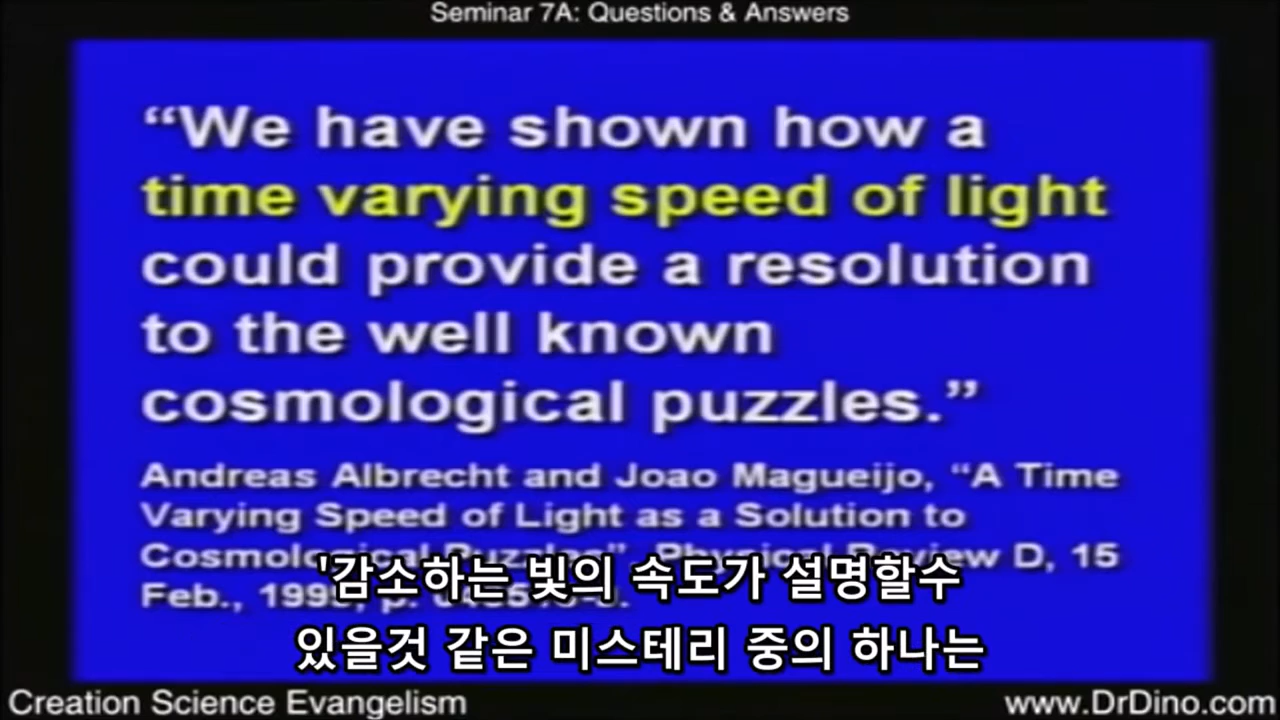 Seminar 7A: Questions & Answers
“We have shown how a
time varying speed of light
could provide a resolution
to the well known
cosmological puzzles.”
Andreas Albrecht and Joao Magueijo, “A Time
Varying Speed of Light as a Solution to
Cosmological Puzzles”, Physical Review D, 15
Feb., 1999, p.
'감소하는 빛의 속도가 설명할수
있을것 같은 미스테리 중의 하나는
Creation Science Evangelism
www.DrDino.com